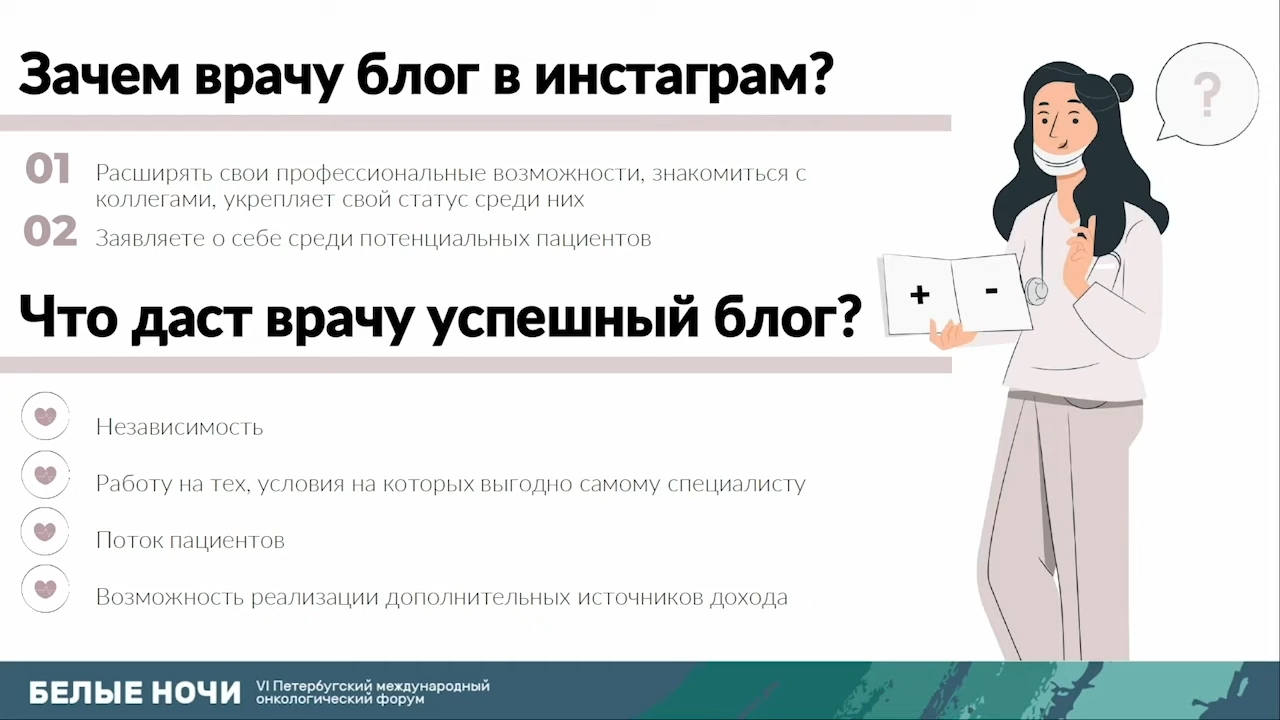 Зачем врачу блог в инстаграм?
?
01
Расширять свои профессиональные возможности, знакомиться с
коллегами, укрепляет свой статус среди них
02
Заявляете о себе среди потенциальных пациентов
+ -
Что даст врачу успешный блог?
Независимость
Работу на тех, условия на которых выгодно самому специалисту
Поток пациентов
Возможность реализации дополнительных источников дохода
БЕЛЫЕ НОЧИ
VI Петербугский международный
онкологический форум